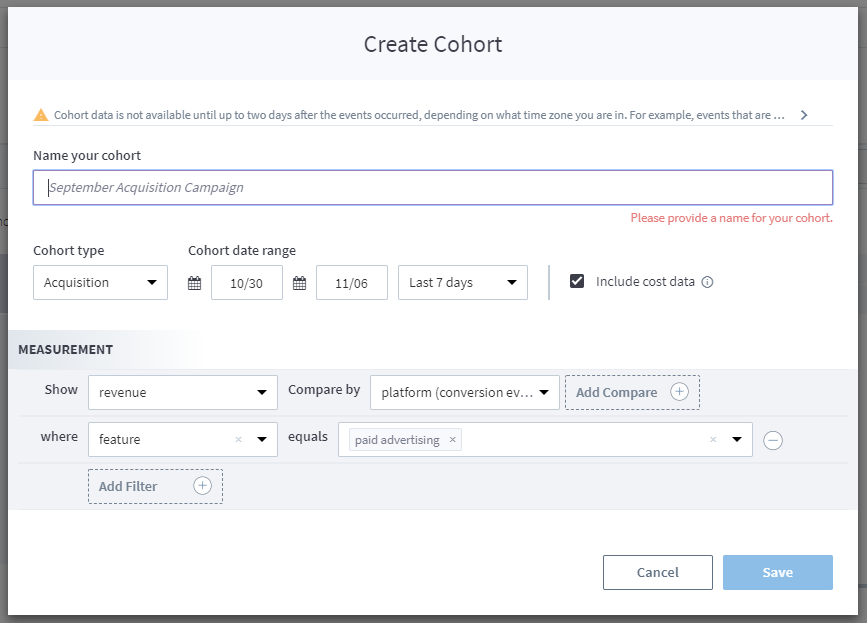 Create Cohort
Cohort data is not available until up to two days after the events occurred, depending on what time zone you are in. For example, events that are ...
Name your cohort
September Acquisition Campaign
Please provide a name for your cohort.
Cohort type
Cohort date range
Acquisition
10/30
11/06
Last 7 days
Include cost data
MEASUREMENT
Show
revenue
Compare by
platform (conversion ev...
Add Compare
where
feature
equals
paid advertising
Add Filter
Cancel
Save